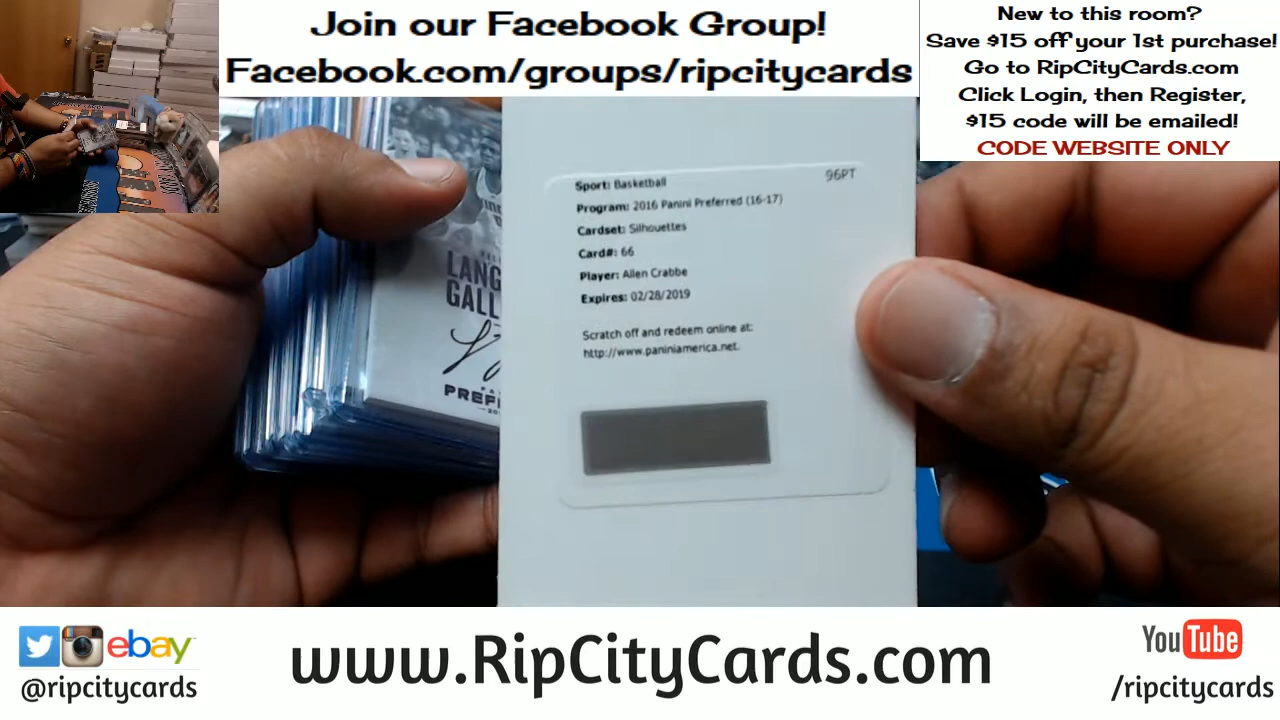 Join our Facebook Group!
Facebook.com/groups/ripcitycards
New to this room?
Save $15 off your 1st purchase!
Go to RipCityCards.com
Click Login, then Register,
$15 code will be emailed!
CODE WEBSITE ONLY
96PT
Sport: Basketball
Program: 2016 Panini Preferred (16-17)
Cardset: Silhouettes
Card#: 66
Player: Allen Crabbe
Expires: 02/28/2019
Scratch off and redeem online at:
http://www.paniniamerica.net.
LANG
GALL
PREF
ebay
@ripcitycards
www.RipCityCards.com
YouTube
/ripcitycards